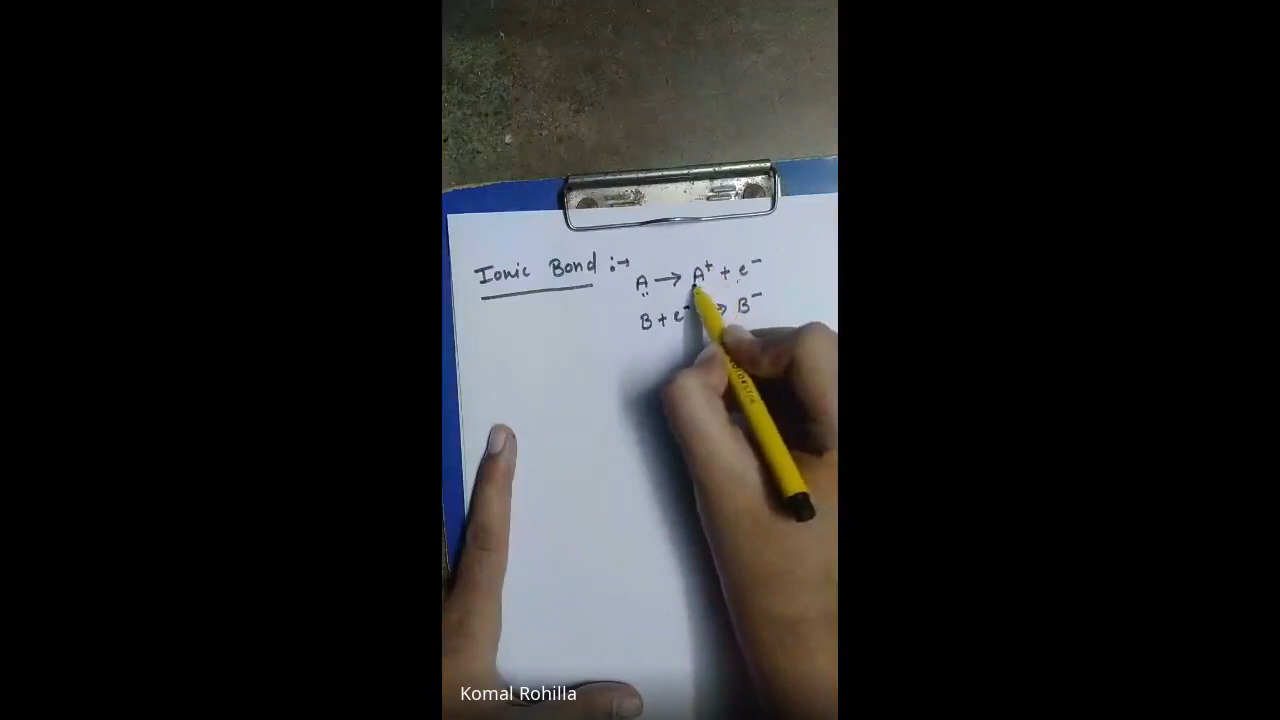 Ionic Bond :→ A → A⁺ + e⁻
B + e⁻ → B⁻
Komal Rohilla